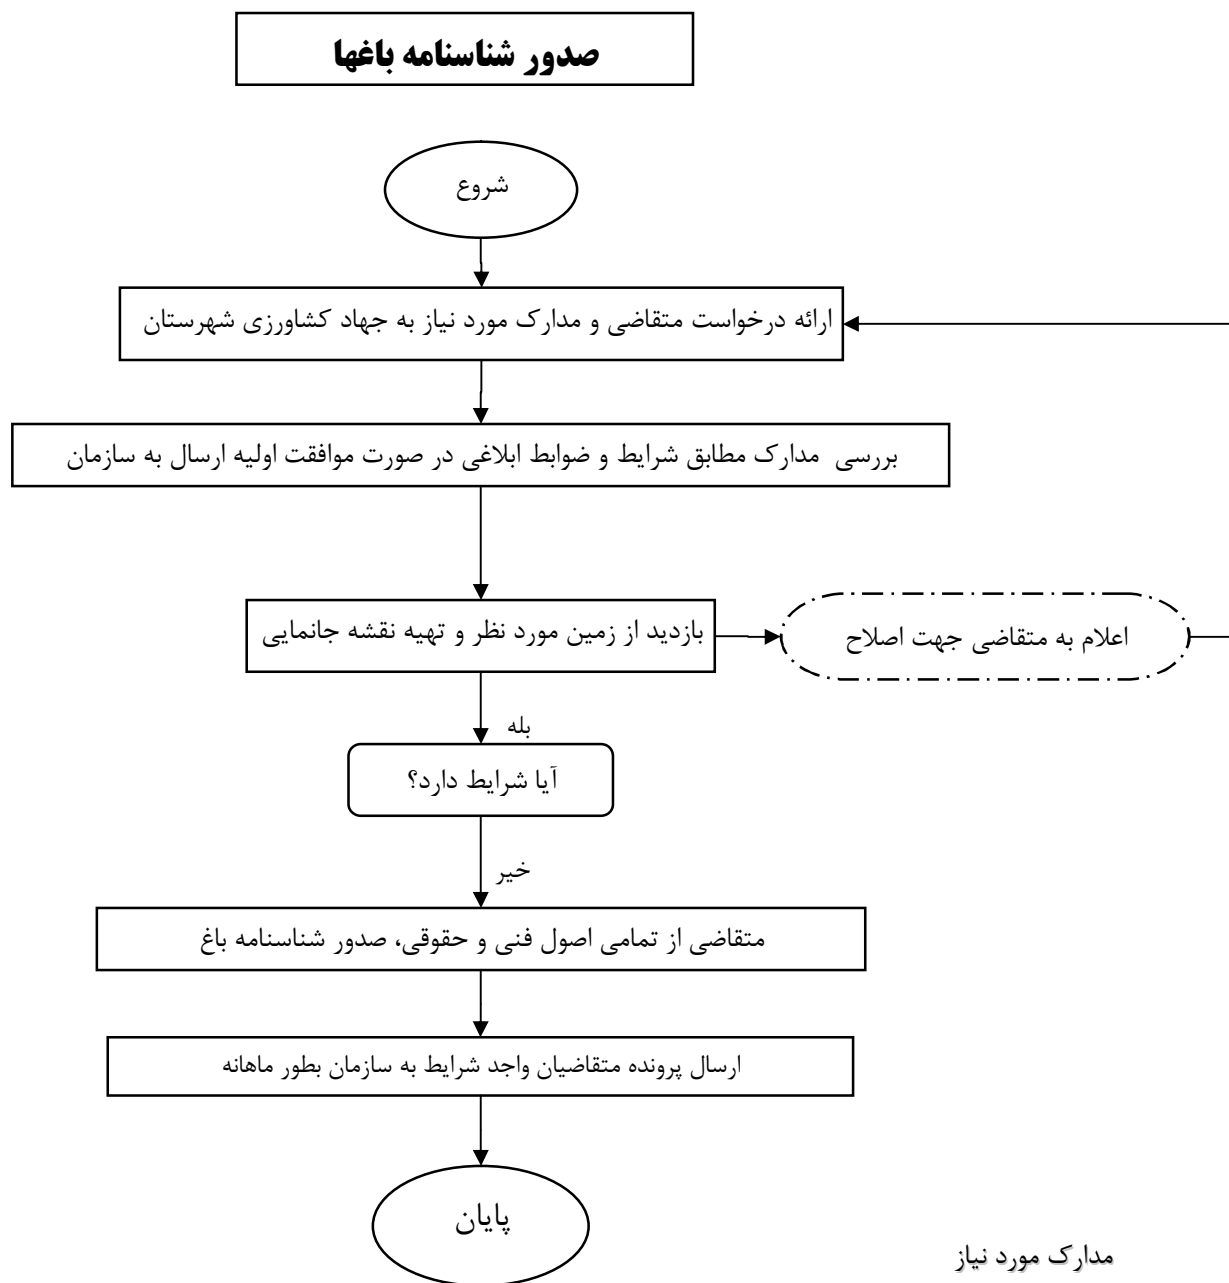 صدور شناسنامه باغها
شروع
ارائه درخواست متقاضی و مدارک مورد نیاز به جهاد کشاورزی شهرستان
بررسی مدارک مطابق شرایط و ضوابط ابلاغی در صورت موافقت اولیه ارسال به سازمان
بازدید از زمین مورد نظر و تهیه نقشه جانمایی
اعلام به متقاضی جهت اصلاح
بله
آیا شرایط دارد؟
خیر
متقاضی از تمامی اصول فنی و حقوقی، صدور شناسنامه باغ
ارسال پرونده متقاضیان واجد شرایط به سازمان بطور ماهانه
پایان
مدارک مورد نیاز